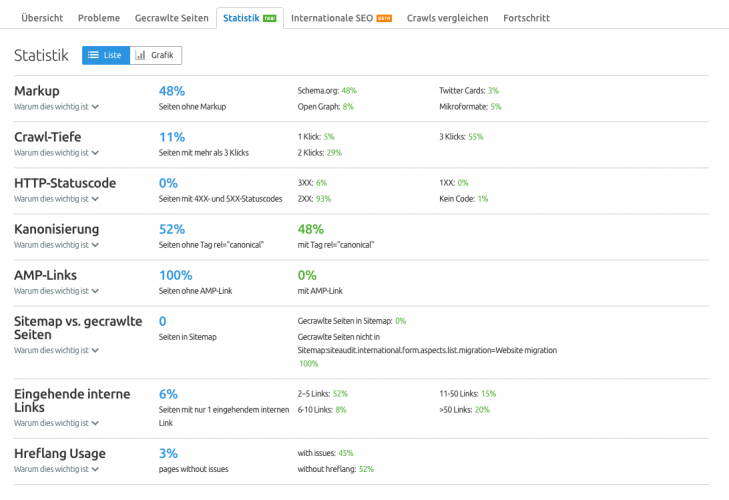 Übersicht Probleme Gecrawlte Seiten Statistik neu! Internationale SEO BETA Crawls vergleichen Fortschritt
Statistik Liste Grafik
Markup 48% Schema.org: 48% Twitter Cards: 3%
Warum dies wichtig ist Seiten ohne Markup Open Graph: 8% Mikroformate: 5%
Crawl-Tiefe 11% 1 Klick: 5% 3 Klicks: 55%
Warum dies wichtig ist Seiten mit mehr als 3 Klicks 2 Klicks: 29%
HTTP-Statuscode 0% 3XX: 6% 1XX: 0%
Warum dies wichtig ist Seiten mit 4XX- und 5XX-Statuscodes 2XX: 93% Kein Code: 1%
Kanonisierung 52% 48%
Warum dies wichtig ist Seiten ohne Tag rel="canonical" mit Tag rel="canonical"
AMP-Links 100% 0%
Warum dies wichtig ist Seiten ohne AMP-Link mit AMP-Link
Sitemap vs. gecrawlte 0 Gecrawlte Seiten in Sitemap: 0%
Seiten Seiten in Sitemap Gecrawlte Seiten nicht in
Warum dies wichtig ist Sitemap:siteaudit.international.form.aspects.list.migration=Website migration
100%
Eingehende interne 6% 2–5 Links: 52% 11-50 Links: 15%
Links Seiten mit nur 1 eingehendem internen 6-10 Links: 8% >50 Links: 20%
Warum dies wichtig ist Link
Hreflang Usage 3% with issues: 45%
Warum dies wichtig ist pages without issues without hreflang: 52%